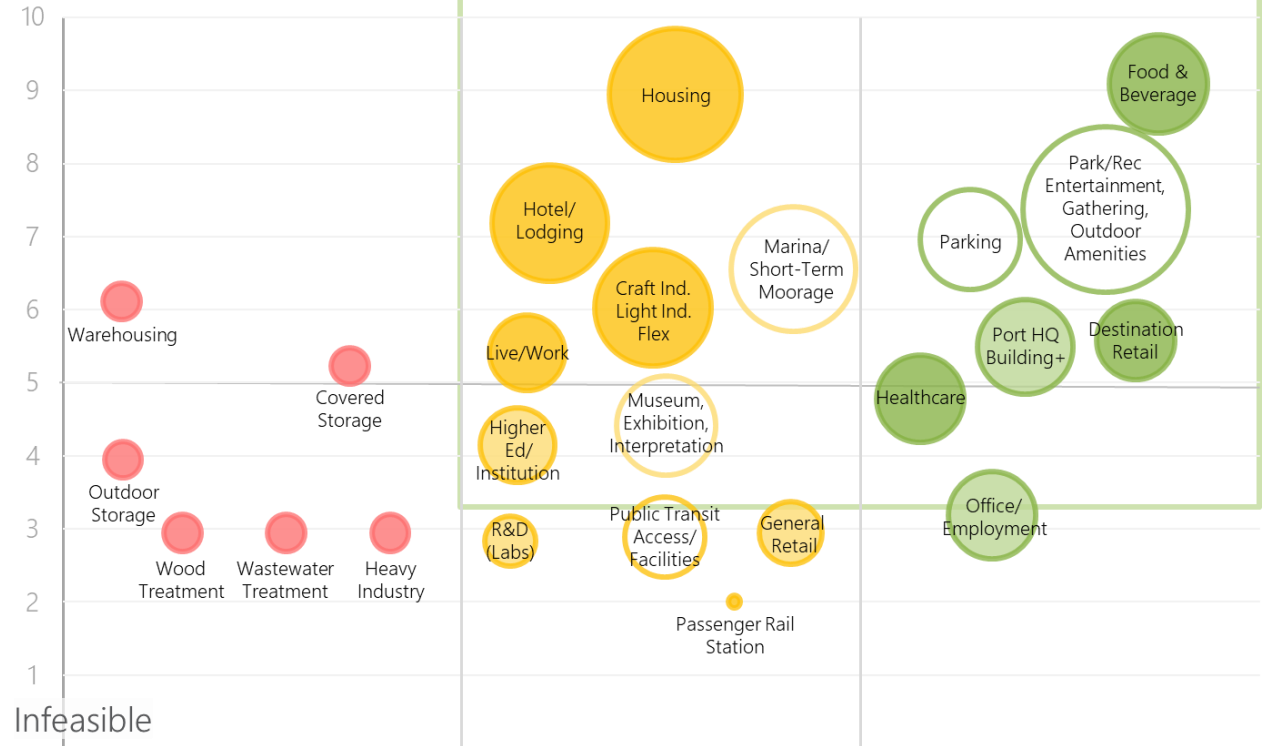 10
9
8
7
6
5
4
3
2
1
Infeasible
Warehousing
Covered
Storage
Outdoor
Storage
Wood
Treatment
Wastewater
Treatment
Heavy
Industry
Housing
Hotel/
Lodging
Craft Ind.
Light Ind.
Flex
Marina/
Short-Term
Moorage
Live/Work
Museum,
Exhibition,
Interpretation
Higher
Ed/
Institution
R&D
(Labs)
Public Transit
Access/
Facilities
General
Retail
Passenger Rail
Station
Food &
Beverage
Park/Rec
Entertainment,
Gathering,
Outdoor
Amenities
Parking
Port HQ
Building+
Destination
Retail
Healthcare
Office/
Employment